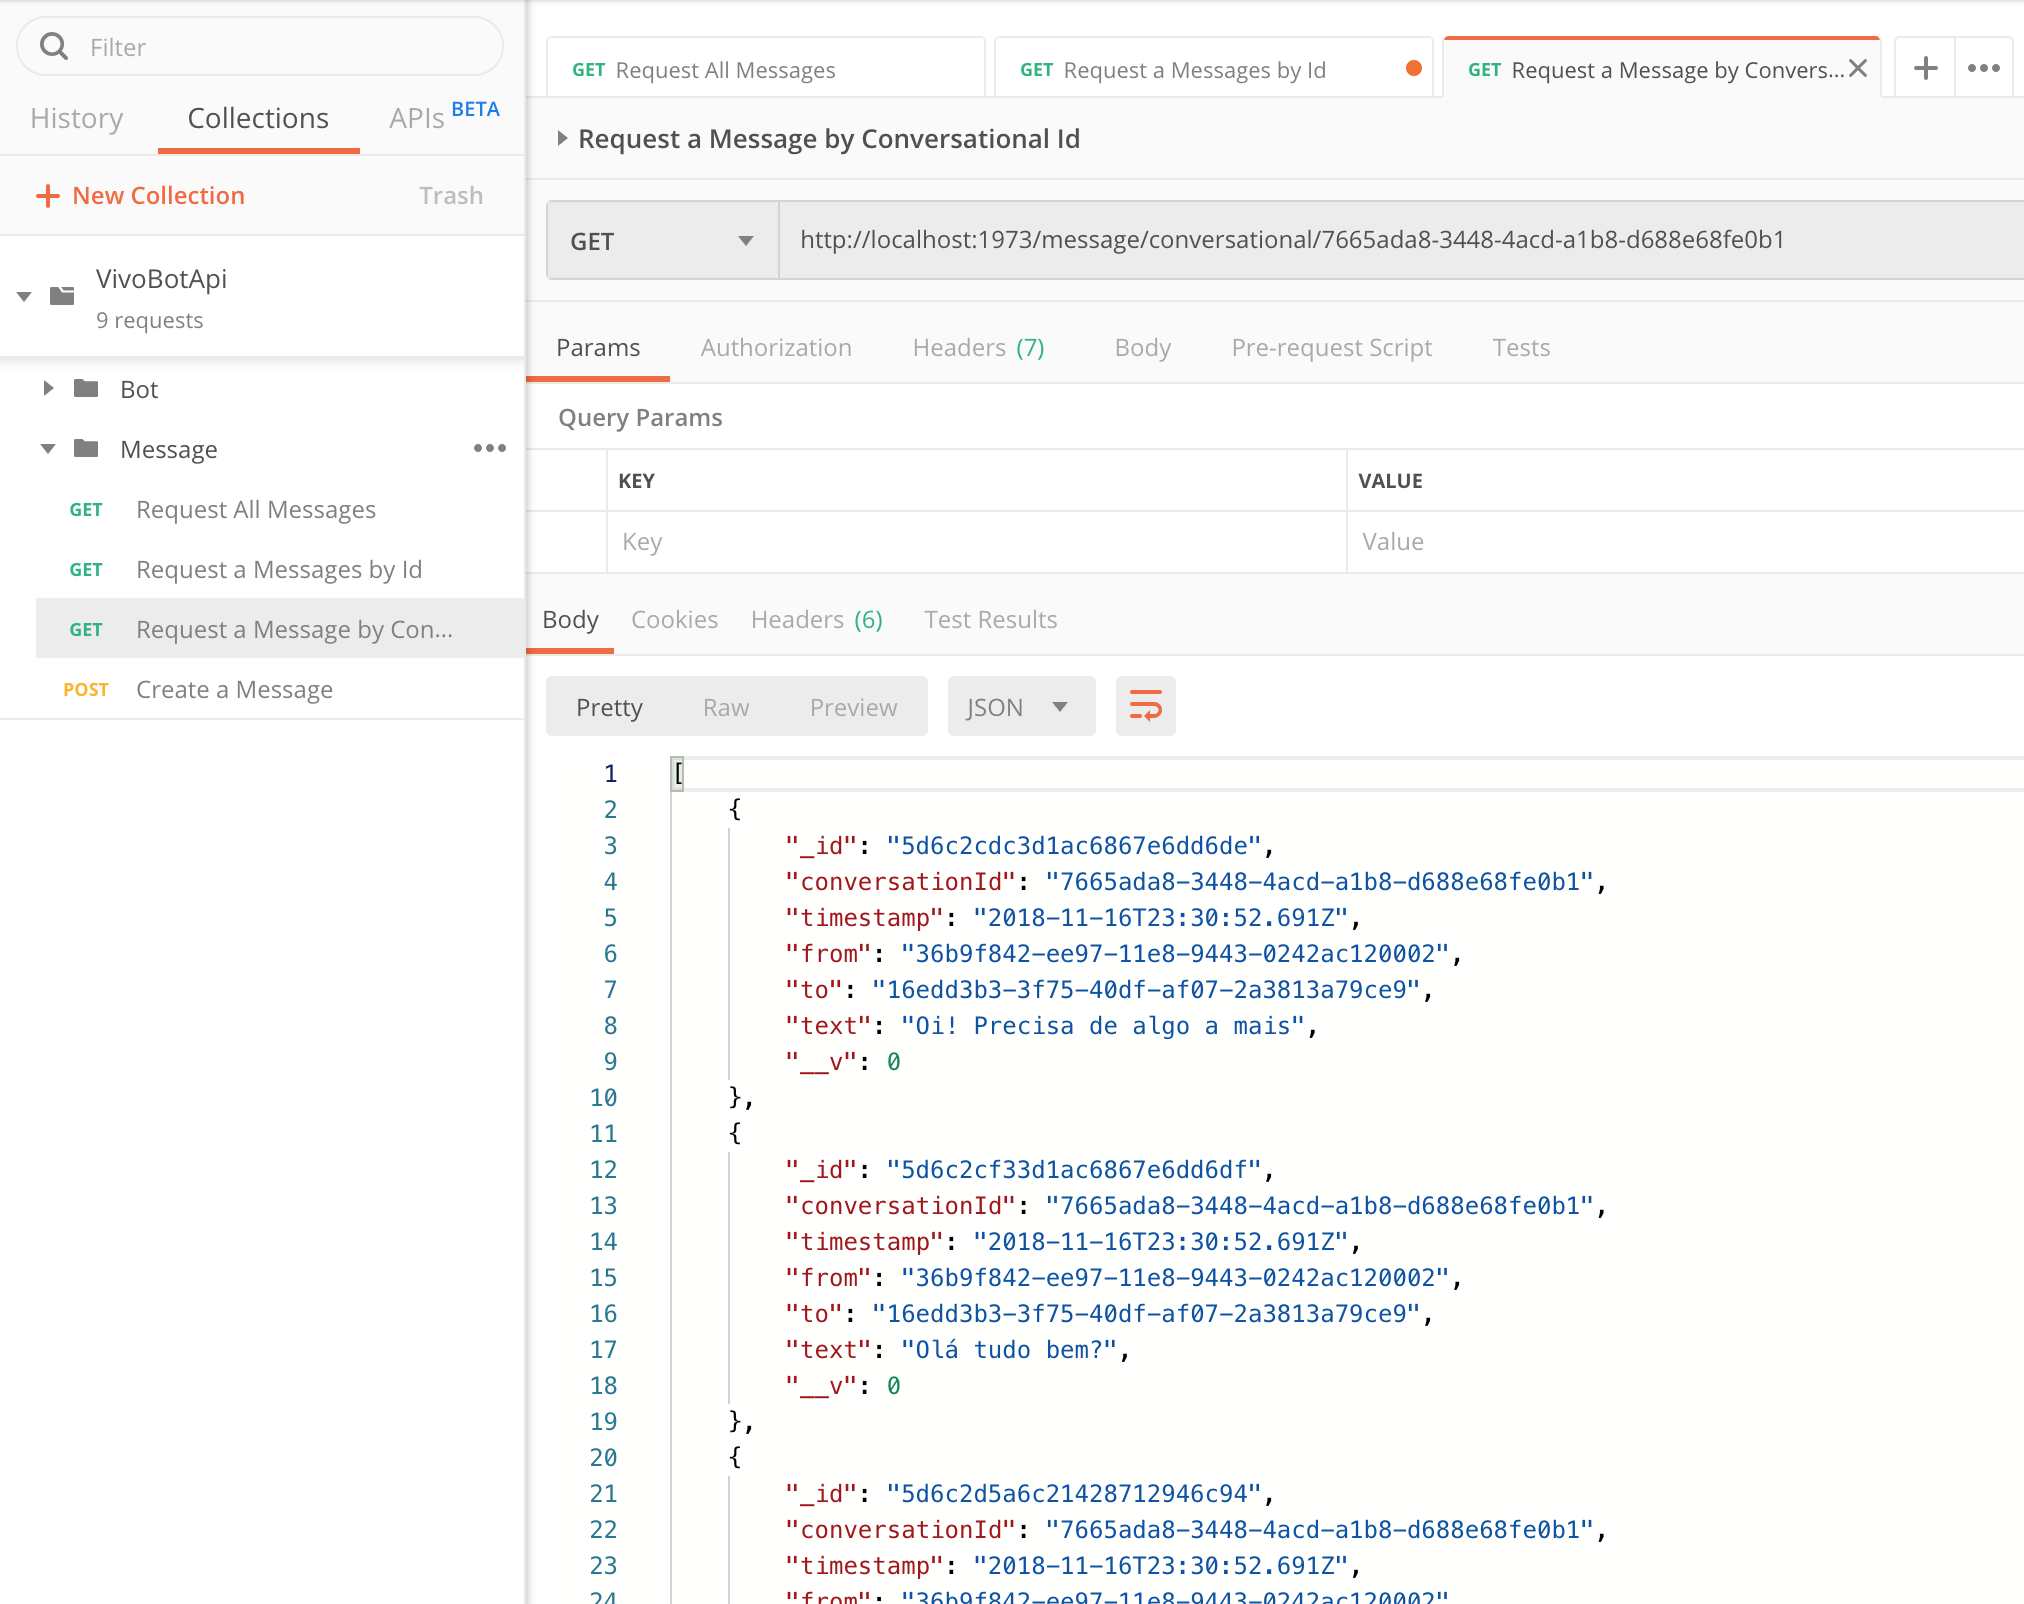 Filter
History Collections APIs BETA
New Collection Trash
VivoBotApi
9 requests
Bot
Message
GET Request All Messages
GET Request a Messages by Id
GET Request a Message by Con...
POST Create a Message
GET Request All Messages GET Request a Messages by Id GET Request a Message by Convers...
Request a Message by Conversational Id
GET http://localhost:1973/message/conversational/7665ada8-3448-4acd-a1b8-d688e68fe0b1
Params Authorization Headers (7) Body Pre-request Script Tests
Query Params
KEY VALUE
Key Value
Body Cookies Headers (6) Test Results
Pretty Raw Preview JSON
1 [
2 {
3 "_id": "5d6c2cdc3d1ac6867e6dd6de",
4 "conversationId": "7665ada8-3448-4acd-a1b8-d688e68fe0b1",
5 "timestamp": "2018-11-16T23:30:52.691Z",
6 "from": "36b9f842-ee97-11e8-9443-0242ac120002",
7 "to": "16edd3b3-3f75-40df-af07-2a3813a79ce9",
8 "text": "Oi! Precisa de algo a mais",
9 "__v": 0
10 },
11 {
12 "_id": "5d6c2cf33d1ac6867e6dd6df",
13 "conversationId": "7665ada8-3448-4acd-a1b8-d688e68fe0b1",
14 "timestamp": "2018-11-16T23:30:52.691Z",
15 "from": "36b9f842-ee97-11e8-9443-0242ac120002",
16 "to": "16edd3b3-3f75-40df-af07-2a3813a79ce9",
17 "text": "Olá tudo bem?",
18 "__v": 0
19 },
20 {
21 "_id": "5d6c2d5a6c21428712946c94",
22 "conversationId": "7665ada8-3448-4acd-a1b8-d688e68fe0b1",
23 "timestamp": "2018-11-16T23:30:52.691Z",
24 "from": "36b9f842-ee97-11e8-9443-0242ac120002"